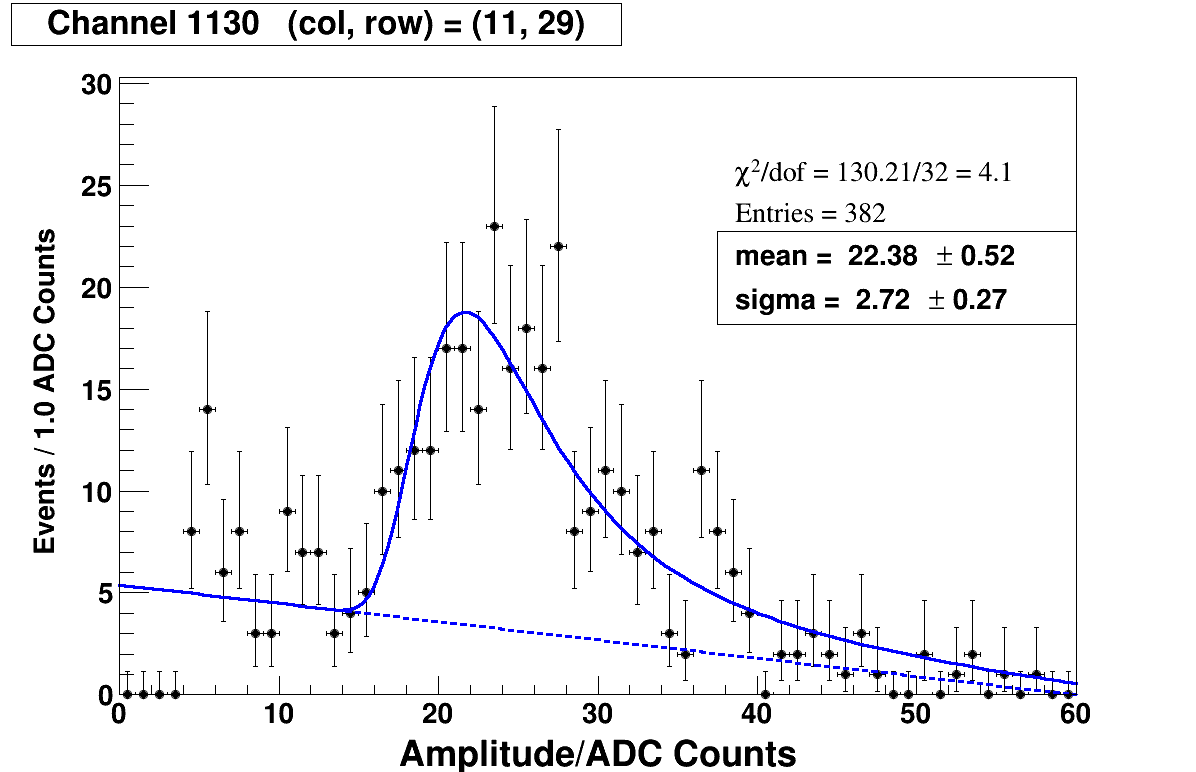 Channel 1130 (col, row) = (11, 29)
30
25
20
15
10
5
0
Events / 1.0 ADC Counts
χ²/dof = 130.21/32 = 4.1
Entries = 382
mean = 22.38 ± 0.52
sigma = 2.72 ± 0.27
0 10 20 30 40 50 60
Amplitude/ADC Counts